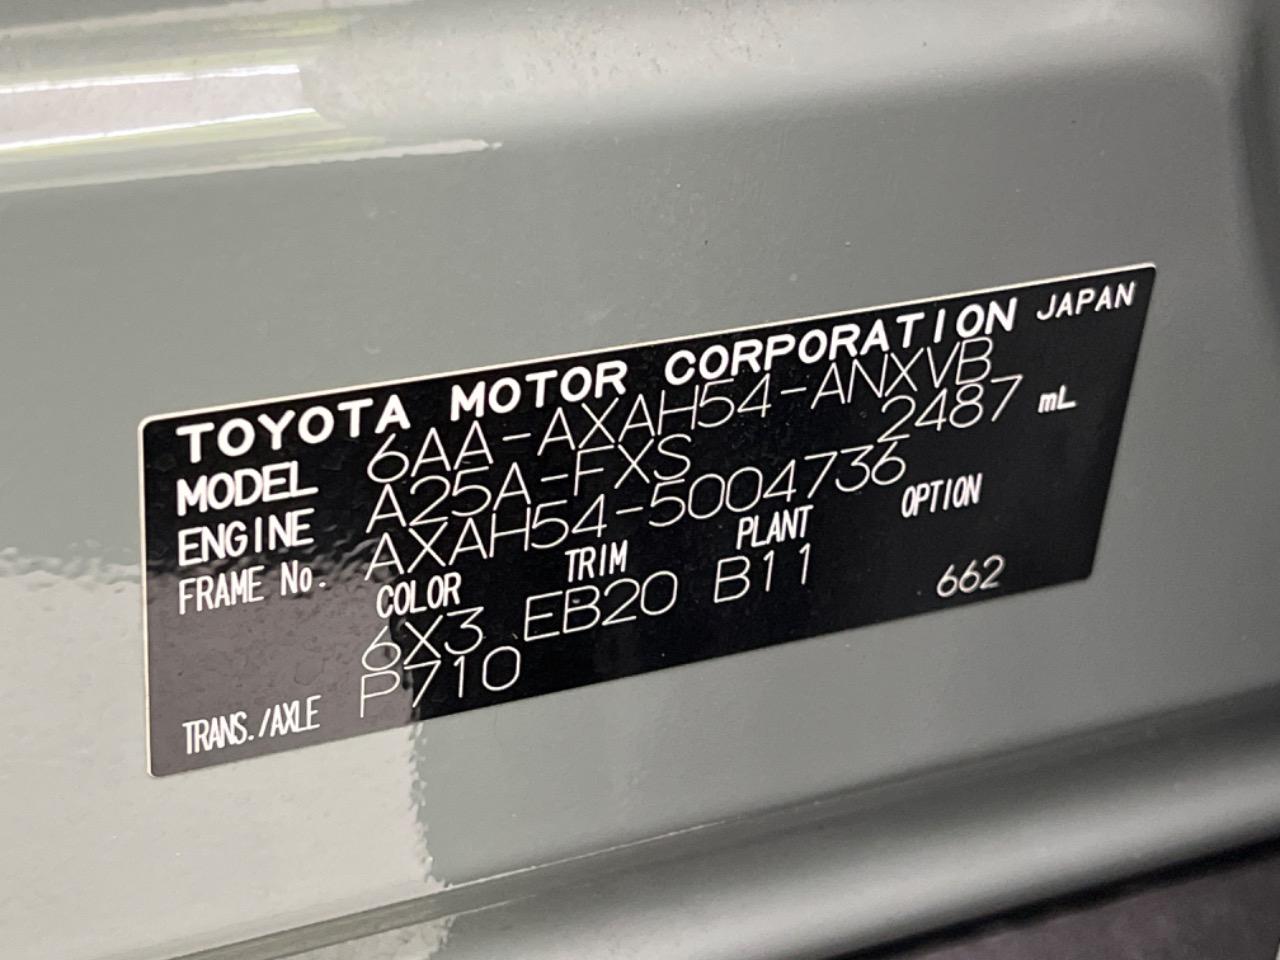 TOYOTA MOTOR CORPORATION JAPAN
MODEL 6AA-AXAH54-ANXVB
ENGINE A25A-FXS 2487 mL
FRAME No. AXAH54-5004736
COLOR TRIM PLANT OPTION
6X3 EB20 B11 662
TRANS./AXLE P710